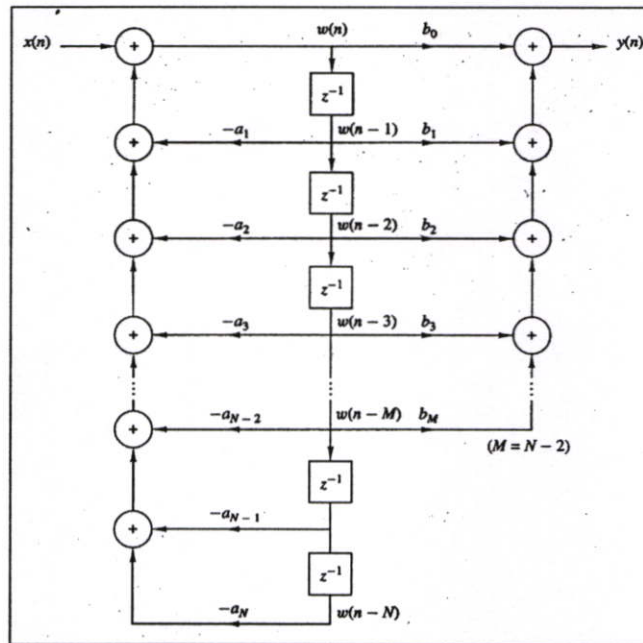 x(n) + w(n) b₀ + y(n)
z⁻¹
+ −a₁ w(n − 1) b₁ +
z⁻¹
+ −a₂ w(n − 2) b₂ +
z⁻¹
+ −a₃ w(n − 3) b₃ +
+ −a_{N−2} w(n − M) b_M
(M = N − 2)
z⁻¹
+ −a_{N−1}
z⁻¹
−a_N w(n − N)